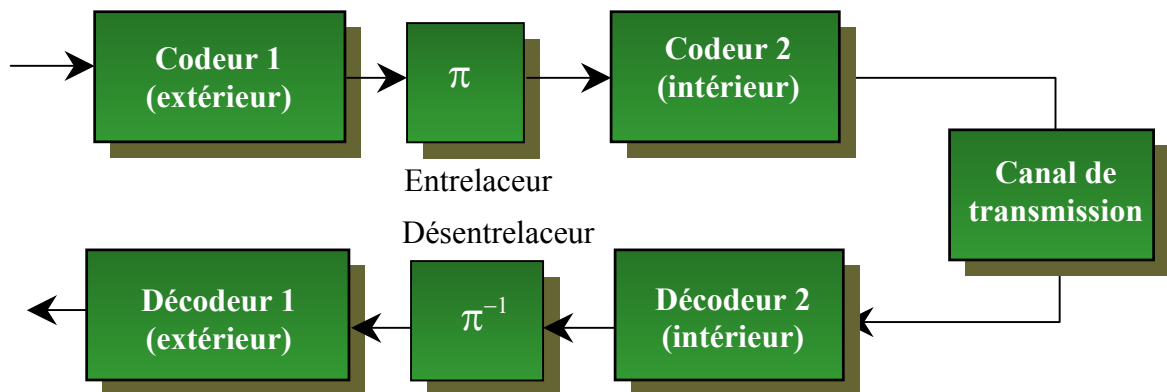 Codeur 1
(extérieur)
π
Codeur 2
(intérieur)
Entrelaceur
Canal de
transmission
Désentrelaceur
Décodeur 1
(extérieur)
π⁻¹
Décodeur 2
(intérieur)